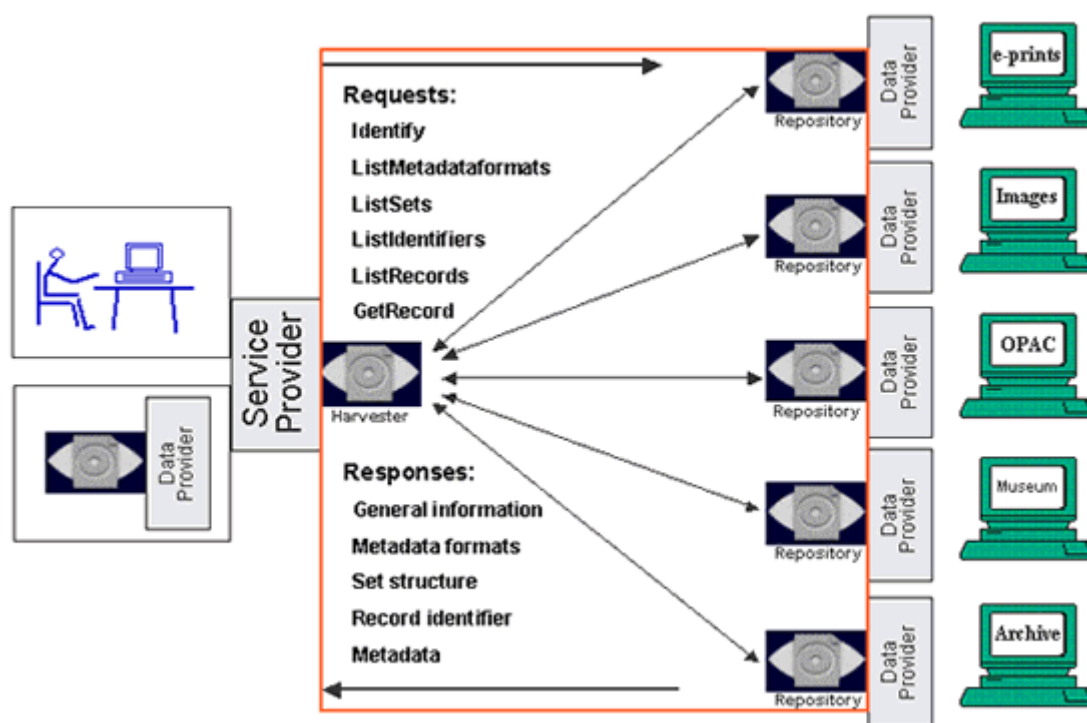 Requests:
Identify
ListMetadataformats
ListSets
ListIdentifiers
ListRecords
GetRecord
Service
Provider
Harvester
Data
Provider
Responses:
General information
Metadata formats
Set structure
Record identifier
Metadata
Repository
Data
Provider
e-prints
Repository
Data
Provider
Images
Repository
Data
Provider
OPAC
Repository
Data
Provider
Museum
Repository
Data
Provider
Archive